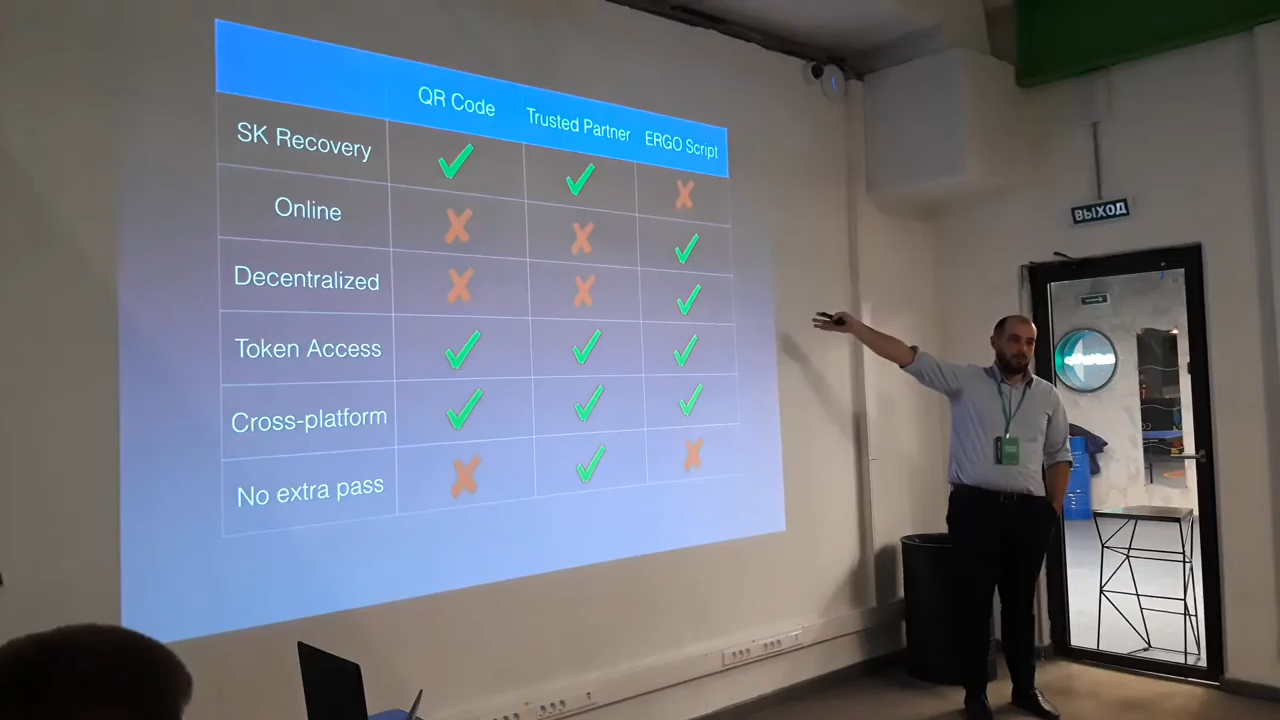 QR Code Trusted Partner ERGO Script
SK Recovery
Online
Decentralized
Token Access
Cross-platform
No extra pass
ВЫХОД